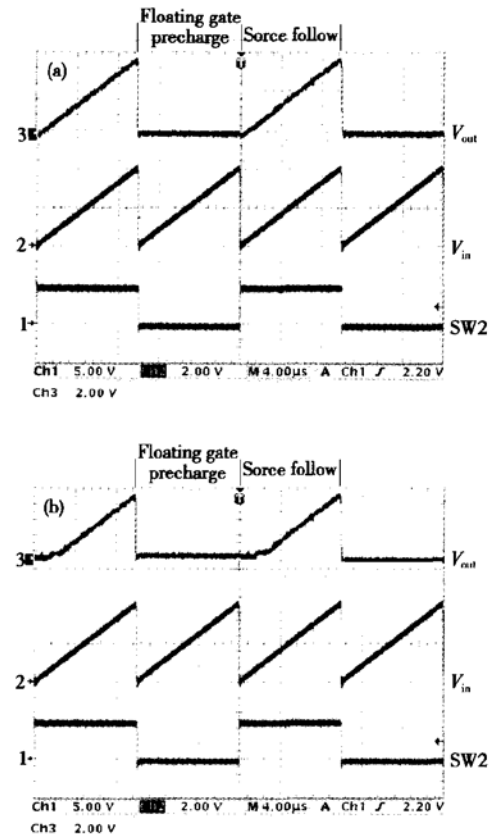 Floating gate
precharge
Sorce follow
(a)
3
Vout
2
Vin
1
SW2
Ch1 5.00 V 2.00 V M 4.00μs A Ch1 2.20 V
Ch3 2.00 V
Floating gate
precharge
Sorce follow
(b)
3
Vout
2
Vin
1
SW2
Ch1 5.00 V 2.00 V M 4.00μs A Ch1 2.20 V
Ch3 2.00 V